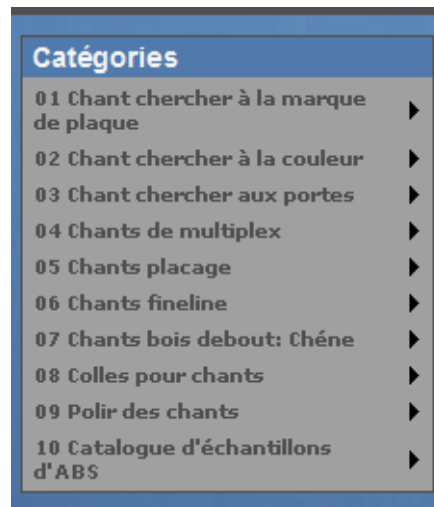 Catégories
01 Chant chercher à la marque
de plaque
02 Chant chercher à la couleur
03 Chant chercher aux portes
04 Chants de multiplex
05 Chants placage
06 Chants fineline
07 Chants bois debout: Chéne
08 Colles pour chants
09 Polir des chants
10 Catalogue d'échantillons
d'ABS